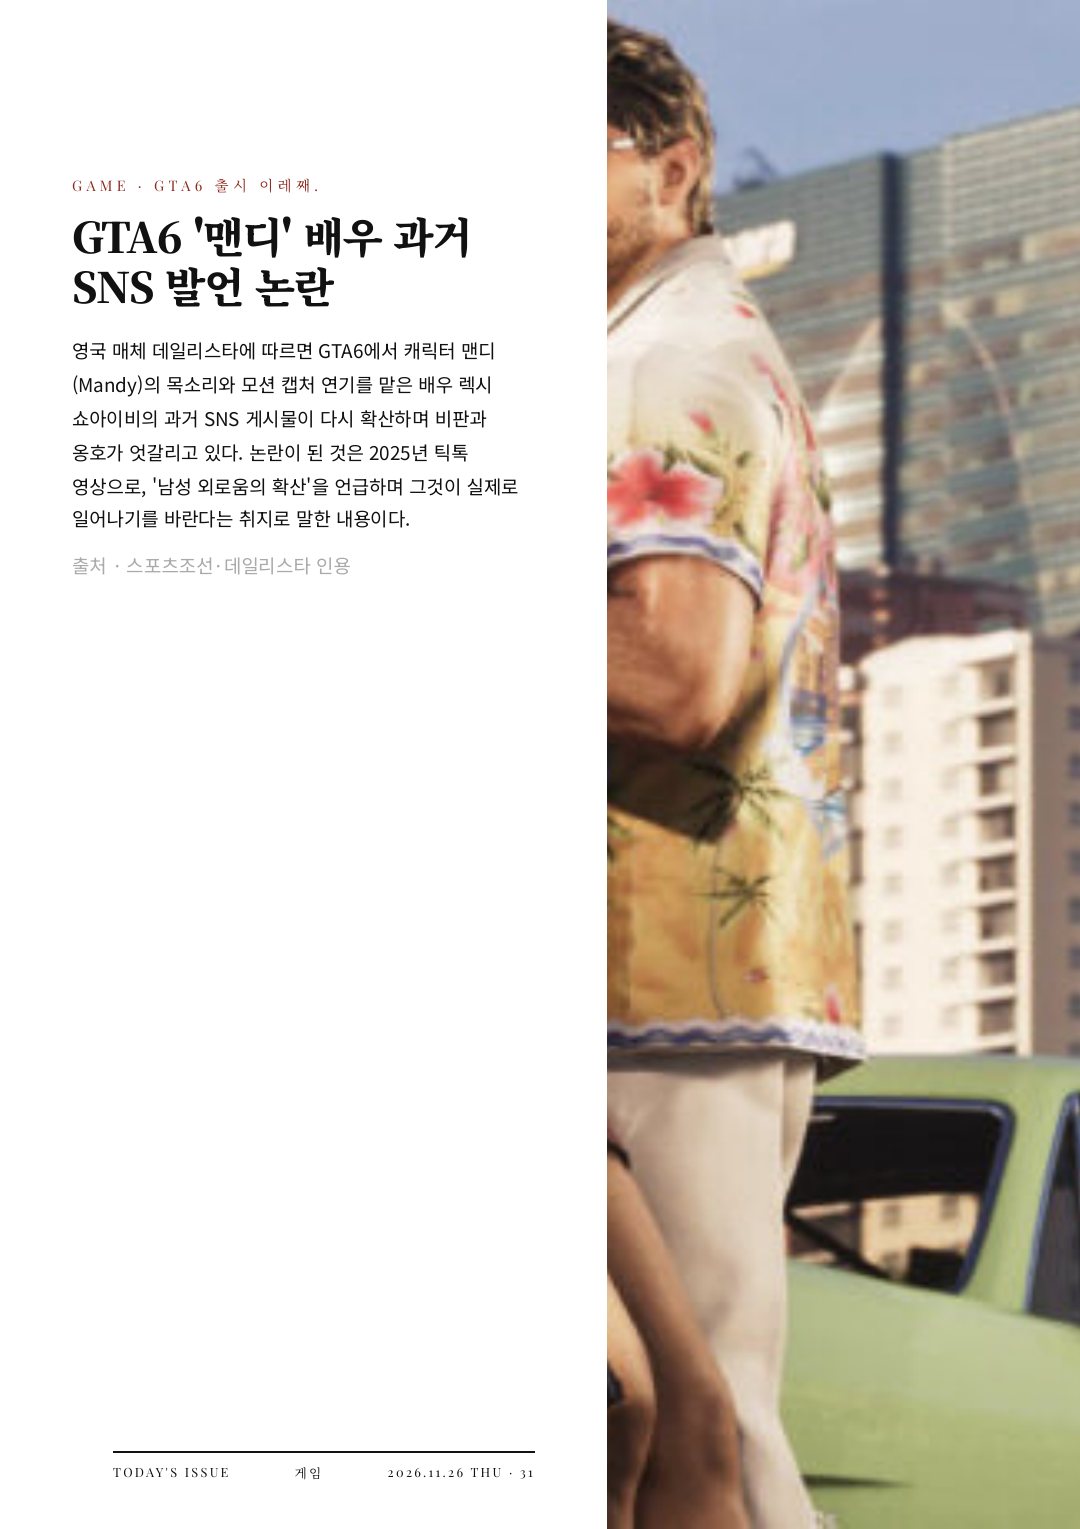 GAME · GTA6 출시 이레째.
GTA6 '맨디' 배우 과거
SNS 발언 논란
영국 매체 데일리스타에 따르면 GTA6에서 캐릭터 맨디
(Mandy)의 목소리와 모션 캡처 연기를 맡은 배우 렉시
쇼아이비의 과거 SNS 게시물이 다시 확산하며 비판과
옹호가 엇갈리고 있다. 논란이 된 것은 2025년 틱톡
영상으로, '남성 외로움의 확산'을 언급하며 그것이 실제로
일어나기를 바란다는 취지로 말한 내용이다.
출처 · 스포츠조선·데일리스타 인용
TODAY'S ISSUE 게임 2026.11.26 THU · 31